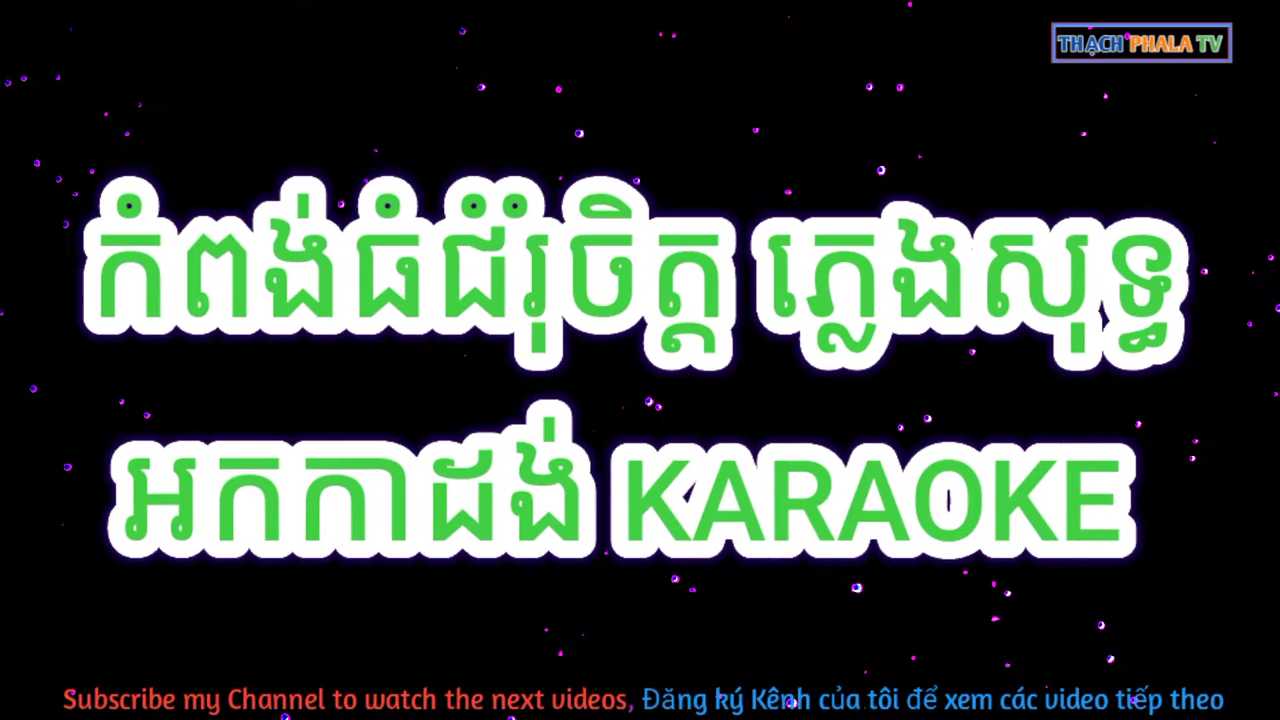 THẠCH PHALA TV
កំពង់ធំជំរំុចិត្ត ភ្លេងសុទ្ធ
អកកាដង់ KARAOKE
Subscribe my Channel to watch the next videos, Đăng ký Kênh của tôi để xem các video tiếp theo